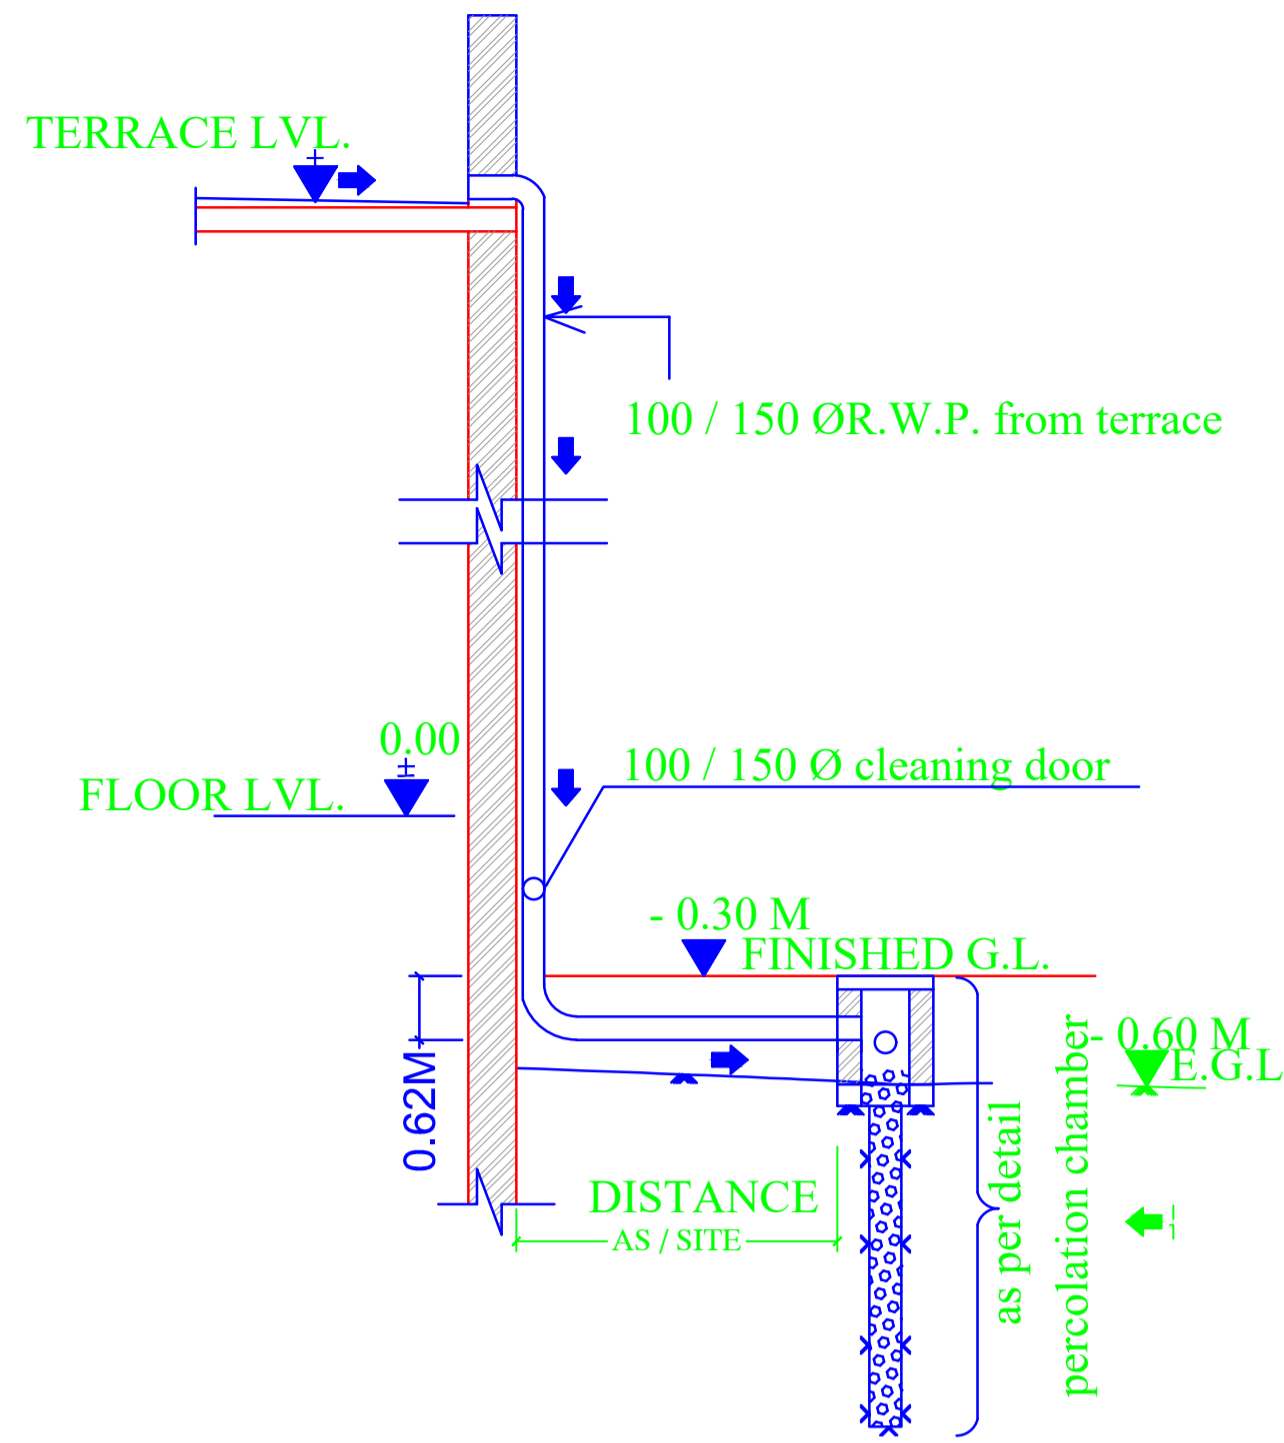 TERRACE LVL.
±
100 / 150 ØR.W.P. from terrace
0.00
±
FLOOR LVL.
100 / 150 Ø cleaning door
- 0.30 M
FINISHED G.L.
- 0.60 M
E.G.L
0.62M
DISTANCE
AS / SITE
as per detail
percolation chamber